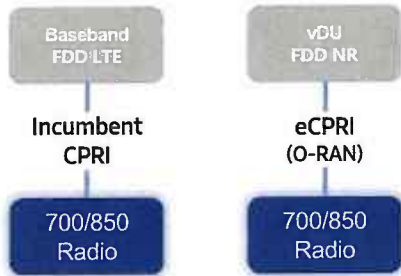 Baseband
FDD LTE
Incumbent
CPRI
700/850
Radio
vDU
FDD NR
eCPRI
(O-RAN)
700/850
Radio